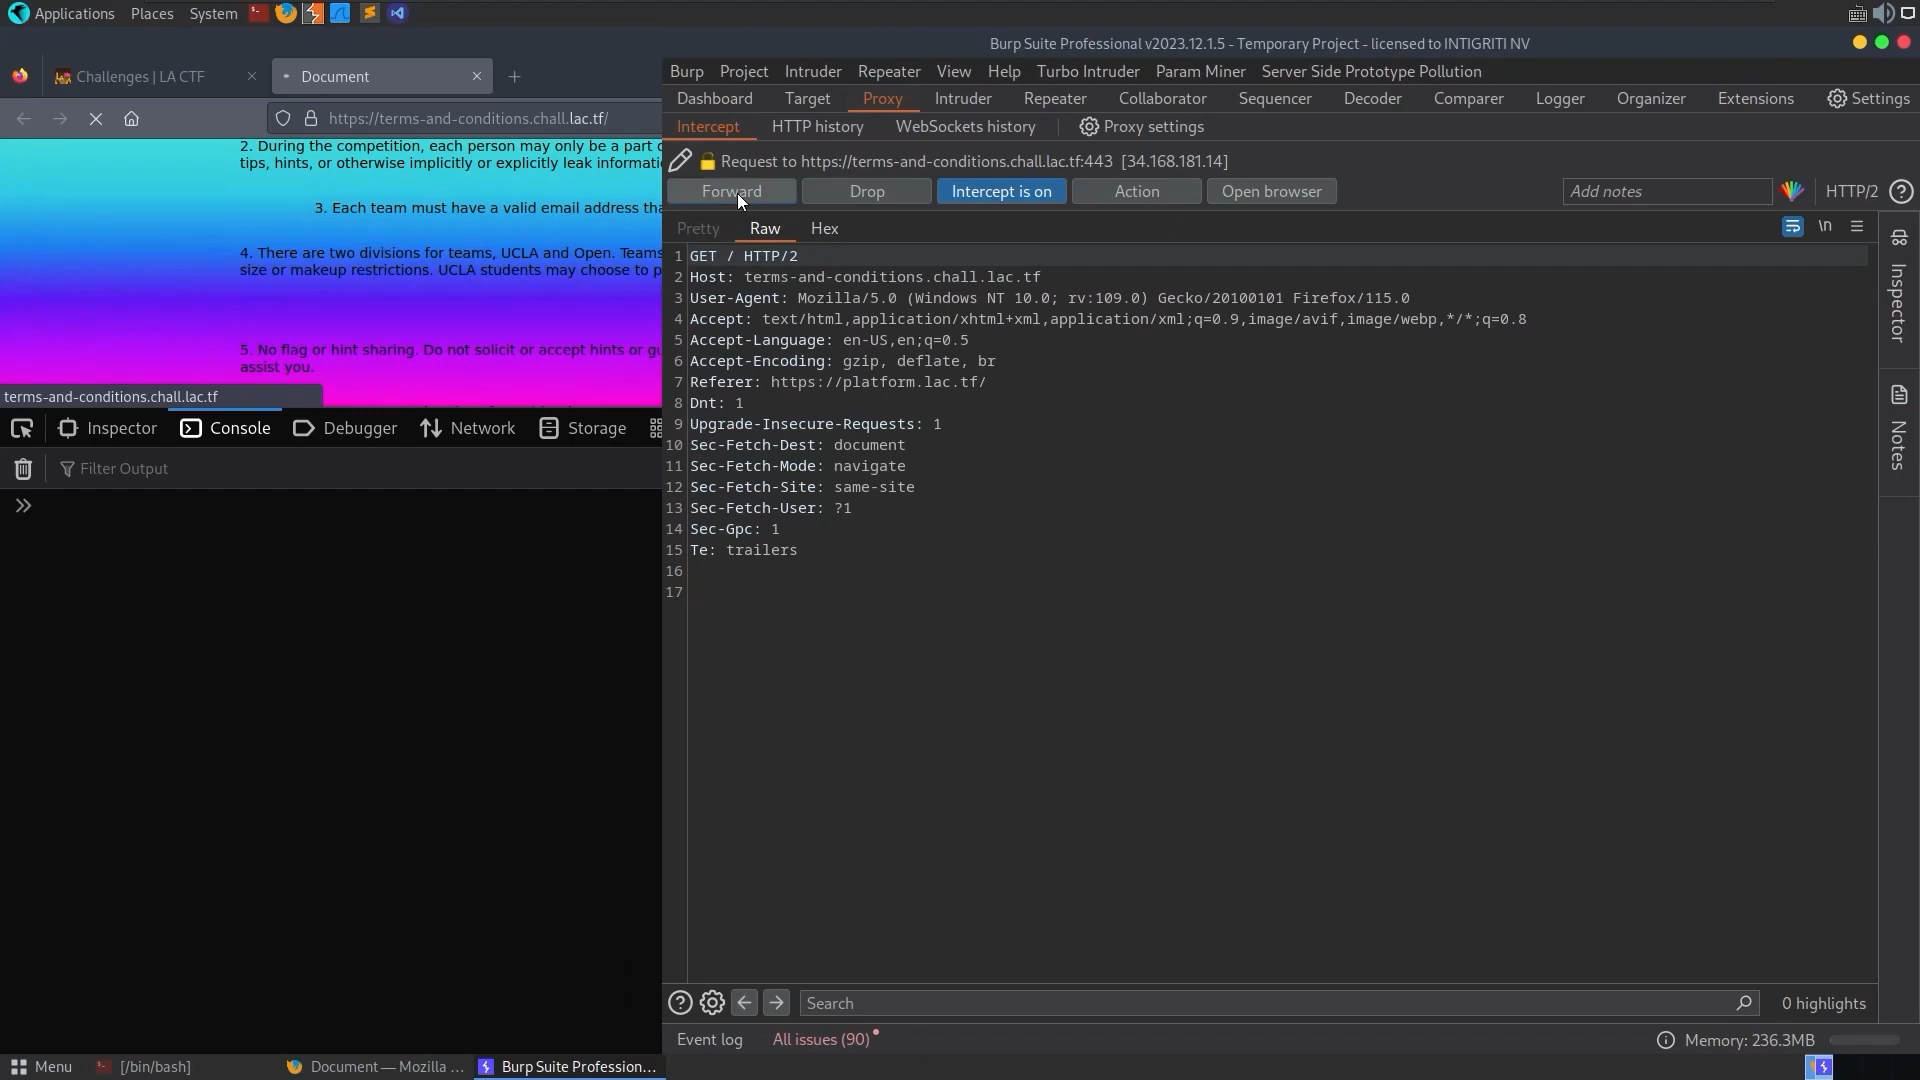 Applications Places System
Burp Suite Professional v2023.12.1.5 - Temporary Project - licensed to INTIGRITI NV
Challenges | LA CTF
Document
https://terms-and-conditions.chall.lac.tf/
2. During the competition, each person may only be a part
tips, hints, or otherwise implicitly or explicitly leak
3. Each team must have a valid email address
4. There are two divisions for teams, UCLA and Open. Teams
size or makeup restrictions. UCLA students may choose to
5. No flag or hint sharing. Do not solicit or accept hints or
assist you.
terms-and-conditions.chall.lac.tf
Inspector Console Debugger Network Storage
Filter Output
Burp Project Intruder Repeater View Help Turbo Intruder Param Miner Server Side Prototype Pollution
Dashboard Target Proxy Intruder Repeater Collaborator Sequencer Decoder Comparer Logger Organizer Extensions Settings
Intercept HTTP history WebSockets history Proxy settings
Request to https://terms-and-conditions.chall.lac.tf:443 [34.168.181.14]
Forward Drop Intercept is on Action Open browser Add notes HTTP/2
Pretty Raw Hex \n
1 GET / HTTP/2
2 Host: terms-and-conditions.chall.lac.tf
3 User-Agent: Mozilla/5.0 (Windows NT 10.0; rv:109.0) Gecko/20100101 Firefox/115.0
4 Accept: text/html,application/xhtml+xml,application/xml;q=0.9,image/avif,image/webp,*/*;q=0.8
5 Accept-Language: en-US,en;q=0.5
6 Accept-Encoding: gzip, deflate, br
7 Referer: https://platform.lac.tf/
8 Dnt: 1
9 Upgrade-Insecure-Requests: 1
10 Sec-Fetch-Dest: document
11 Sec-Fetch-Mode: navigate
12 Sec-Fetch-Site: same-site
13 Sec-Fetch-User: ?1
14 Sec-Gpc: 1
15 Te: trailers
16
17
Inspector
Notes
Search 0 highlights
Event log All issues (90) Memory: 236.3MB
Menu [/bin/bash] Document — Mozilla ... Burp Suite Profession...